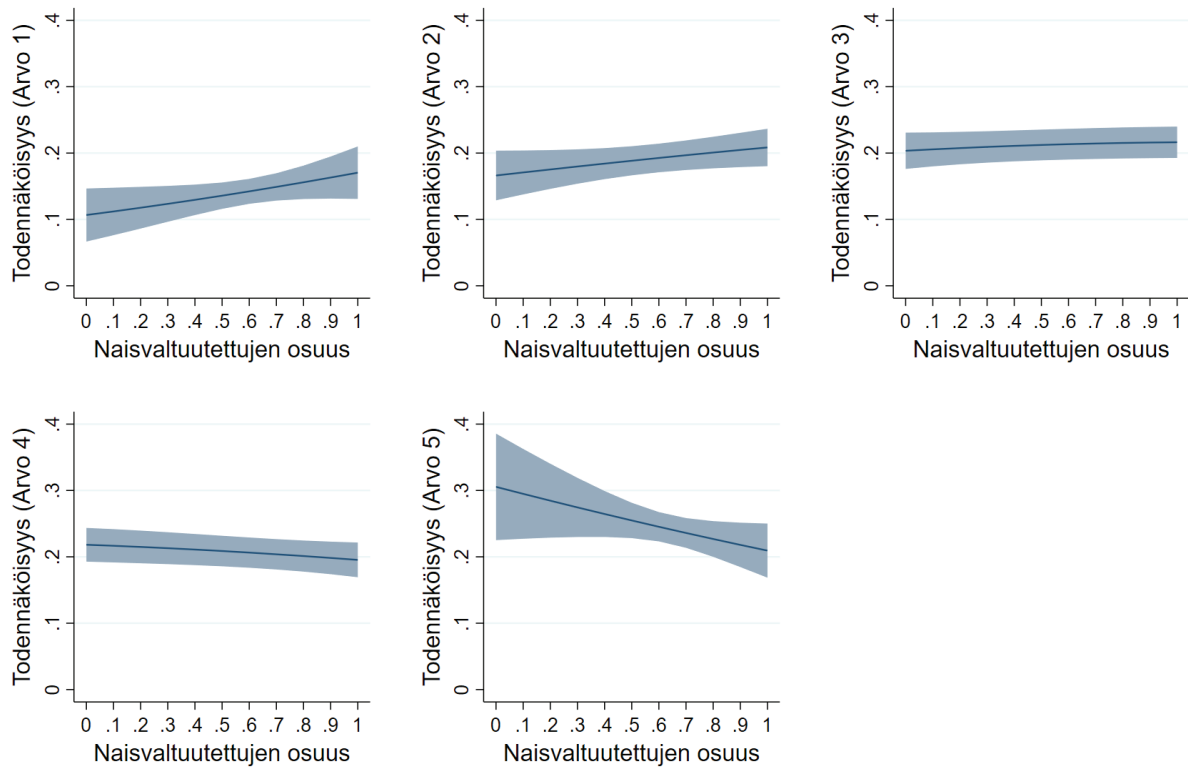 Todennäköisyys (Arvo 1)
.4
.3
.2
.1
0
0 .1 .2 .3 .4 .5 .6 .7 .8 .9 1
Naisvaltuutettujen osuus
Todennäköisyys (Arvo 2)
.4
.3
.2
.1
0
0 .1 .2 .3 .4 .5 .6 .7 .8 .9 1
Naisvaltuutettujen osuus
Todennäköisyys (Arvo 3)
.4
.3
.2
.1
0
0 .1 .2 .3 .4 .5 .6 .7 .8 .9 1
Naisvaltuutettujen osuus
Todennäköisyys (Arvo 4)
.4
.3
.2
.1
0
0 .1 .2 .3 .4 .5 .6 .7 .8 .9 1
Naisvaltuutettujen osuus
Todennäköisyys (Arvo 5)
.4
.3
.2
.1
0
0 .1 .2 .3 .4 .5 .6 .7 .8 .9 1
Naisvaltuutettujen osuus